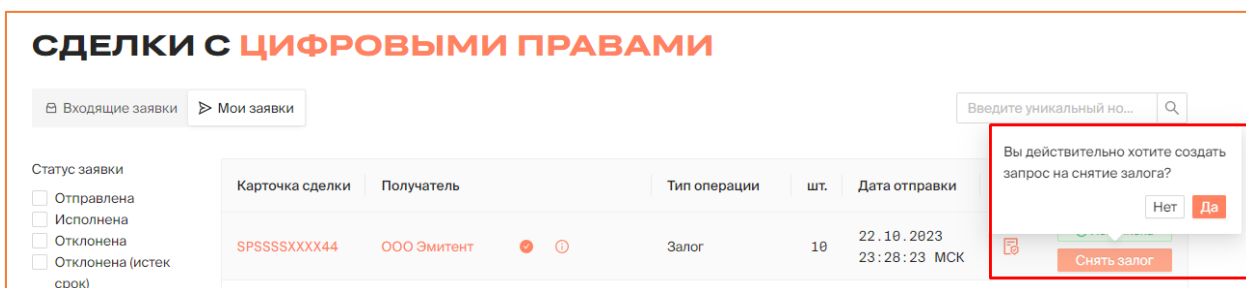 СДЕЛКИ С ЦИФРОВЫМИ ПРАВАМИ
Входящие заявки
Мои заявки
Введите уникальный но...
Вы действительно хотите создать
запрос на снятие залога?
Нет
Да
Статус заявки
Отправлена
Исполнена
Отклонена
Отклонена (истек
срок)
Карточка сделки
Получатель
Тип операции
шт.
Дата отправки
SPSSSSXXXX44
ООО Эмитент
Залог
10
22.10.2023
23:28:23 МСК
Снять залог